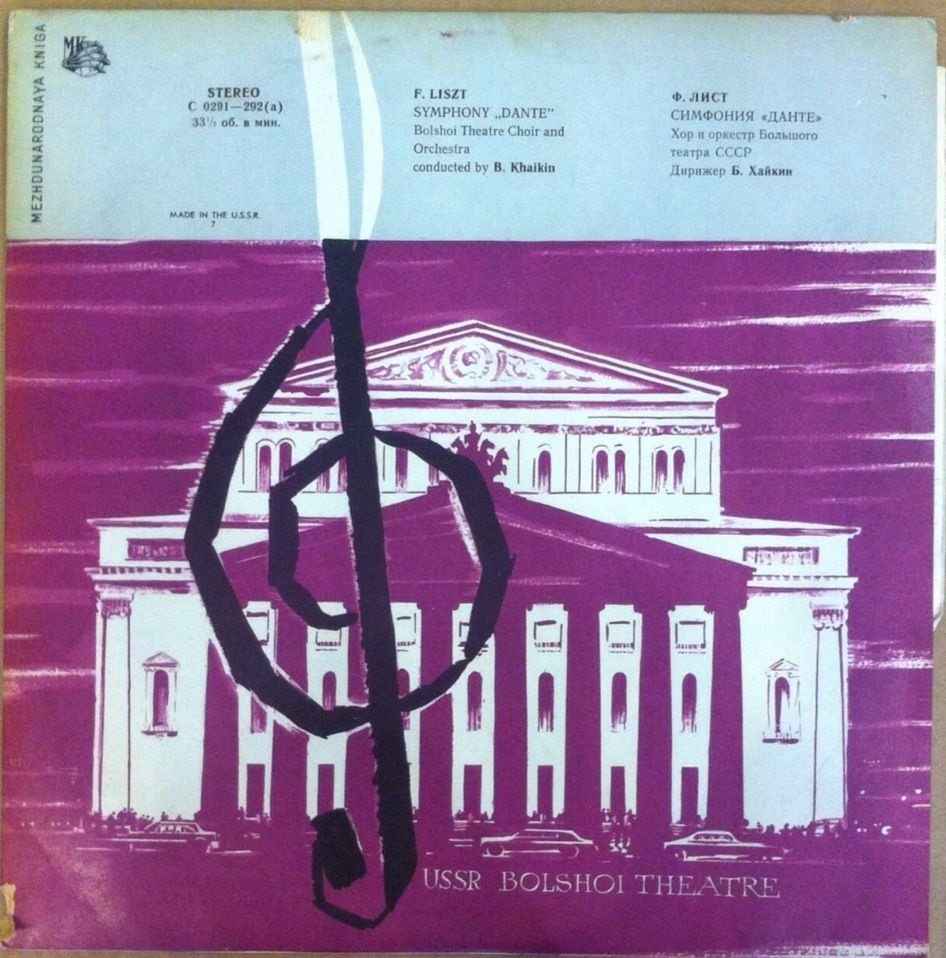 MEZHDUNARODNAYA KNIGA
MK
STEREO
С 0291—292(a)
33⅓ об. в мин.
MADE IN THE U.S.S.R.
7
F. LISZT
SYMPHONY „DANTE"
Bolshoi Theatre Choir and
Orchestra
conducted by B. Khaikin
Ф. ЛИСТ
СИМФОНИЯ «ДАНТЕ»
Хор и оркестр Большого
театра СССР
Дирижер Б. Хайкин
USSR BOLSHOI THEATRE